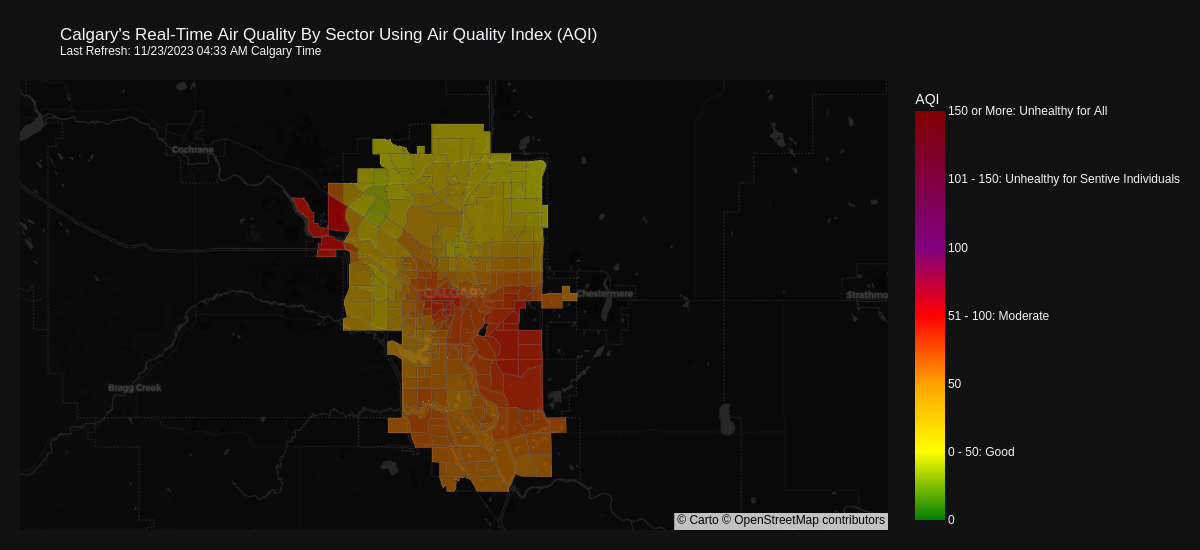 Calgary's Real-Time Air Quality By Sector Using Air Quality Index (AQI)
Last Refresh: 11/23/2023 04:33 AM Calgary Time
AQI
150 or More: Unhealthy for All
Cochrane
101 - 150: Unhealthy for Sentive Individuals
100
CALGARY
Chestermere
Strathmo
51 - 100: Moderate
50
Bragg Creek
0 - 50: Good
0
© Carto © OpenStreetMap contributors